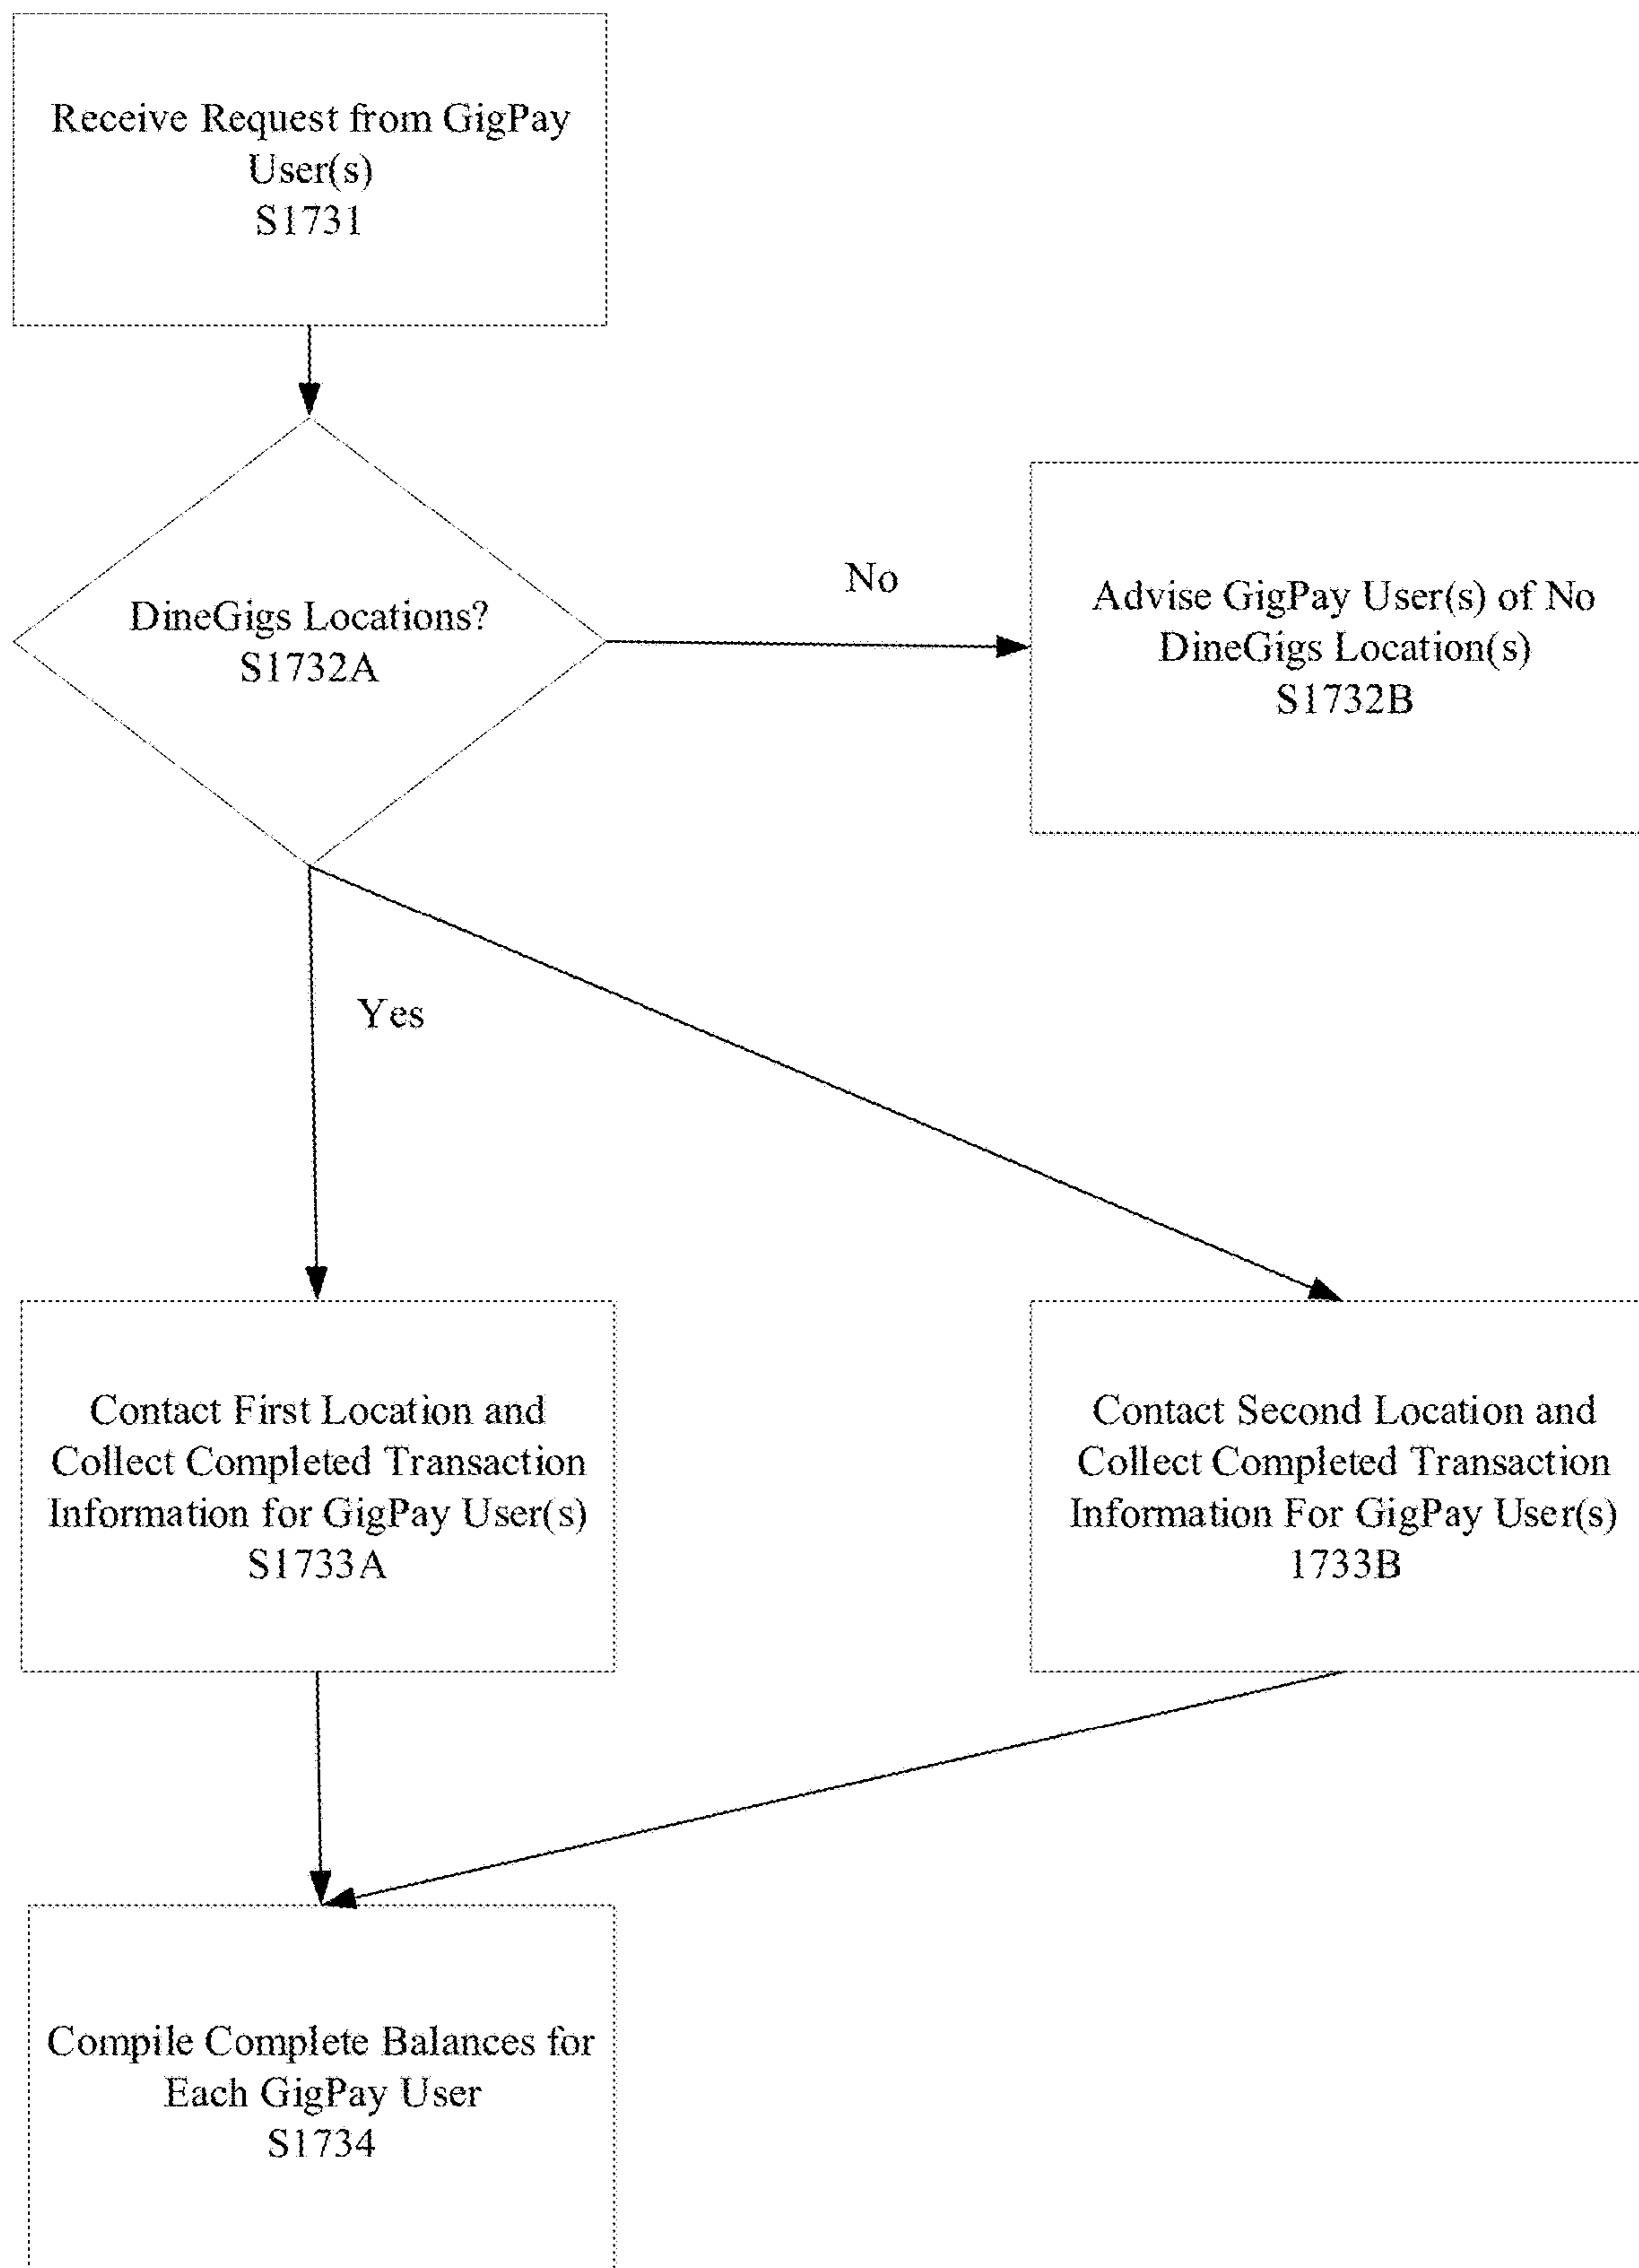 Receive Request from GigPay
User(s)
S1731
DineGigs Locations?
S1732A
No
Advise GigPay User(s) of No
DineGigs Location(s)
S1732B
Yes
Contact First Location and
Collect Completed Transaction
Information for GigPay User(s)
S1733A
Contact Second Location and
Collect Completed Transaction
Information For GigPay User(s)
1733B
Compile Complete Balances for
Each GigPay User
S1734